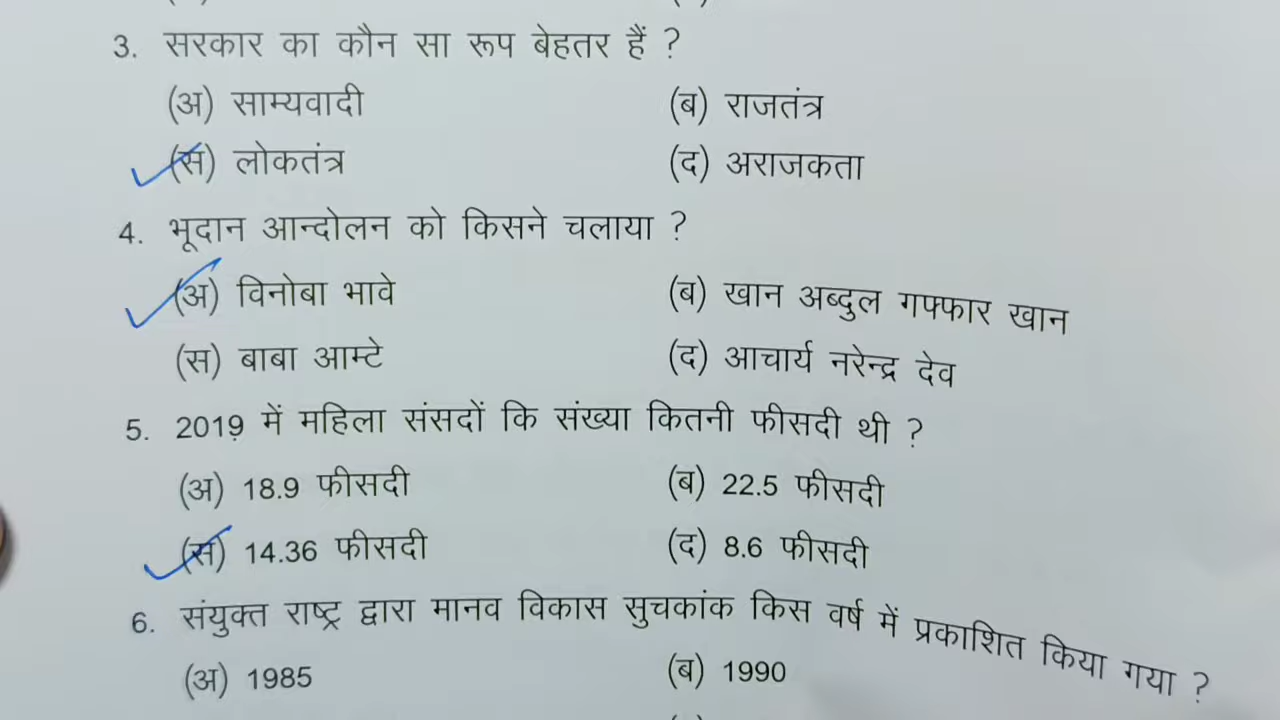 3. सरकार का कौन सा रूप बेहतर हैं ?
(अ) साम्यवादी (ब) राजतंत्र
(स) लोकतंत्र (द) अराजकता
4. भूदान आन्दोलन को किसने चलाया ?
(अ) विनोबा भावे (ब) खान अब्दुल गफ्फार खान
(स) बाबा आम्टे (द) आचार्य नरेन्द्र देव
5. 2019 में महिला संसदों कि संख्या कितनी फीसदी थी ?
(अ) 18.9 फीसदी (ब) 22.5 फीसदी
(स) 14.36 फीसदी (द) 8.6 फीसदी
6. संयुक्त राष्ट्र द्वारा मानव विकास सुचकांक किस वर्ष में प्रकाशित किया गया ?
(अ) 1985 (ब) 1990